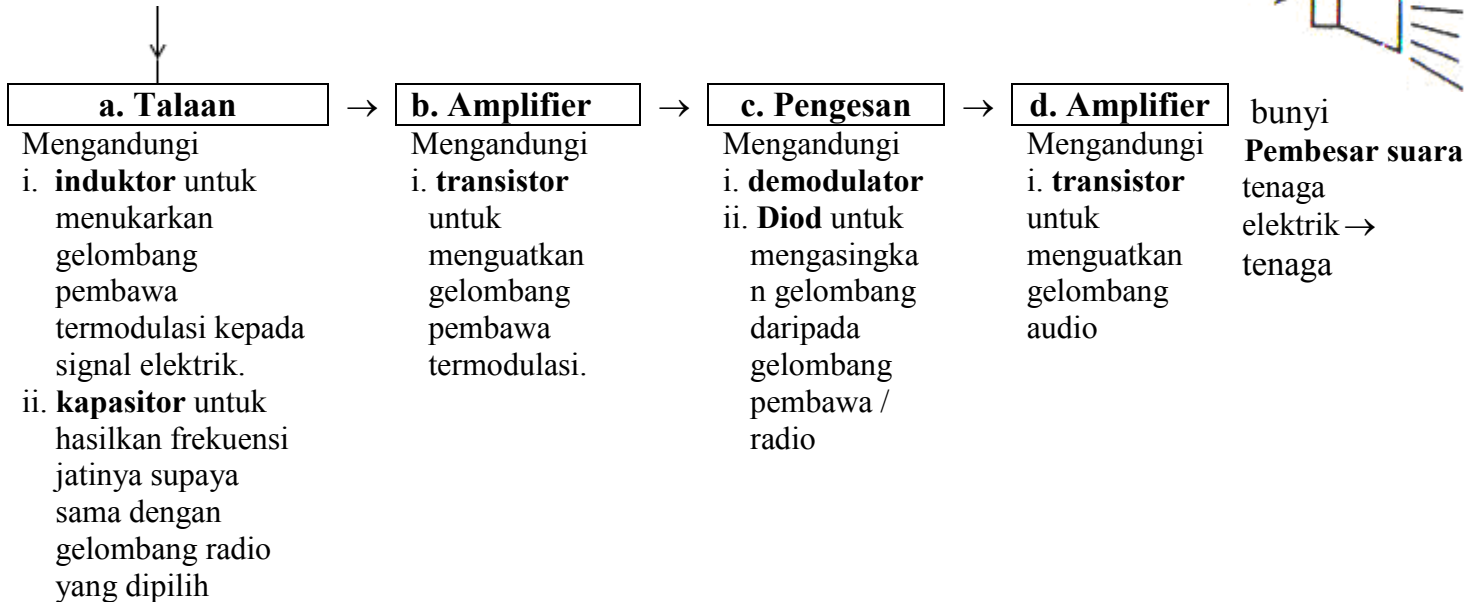 a. Talaan → b. Amplifier → c. Pengesan → d. Amplifier
Mengandungi
i. induktor untuk
menukarkan
gelombang
pembawa
termodulasi kepada
signal elektrik.
ii. kapasitor untuk
hasilkan frekuensi
jatinya supaya
sama dengan
gelombang radio
yang dipilih
Mengandungi
i. transistor
untuk
menguatkan
gelombang
pembawa
termodulasi.
Mengandungi
i. demodulator
ii. Diod untuk
mengasingka
n gelombang
daripada
gelombang
pembawa /
radio
Mengandungi
i. transistor
untuk
menguatkan
gelombang
audio
bunyi
Pembesar suara
tenaga
elektrik →
tenaga